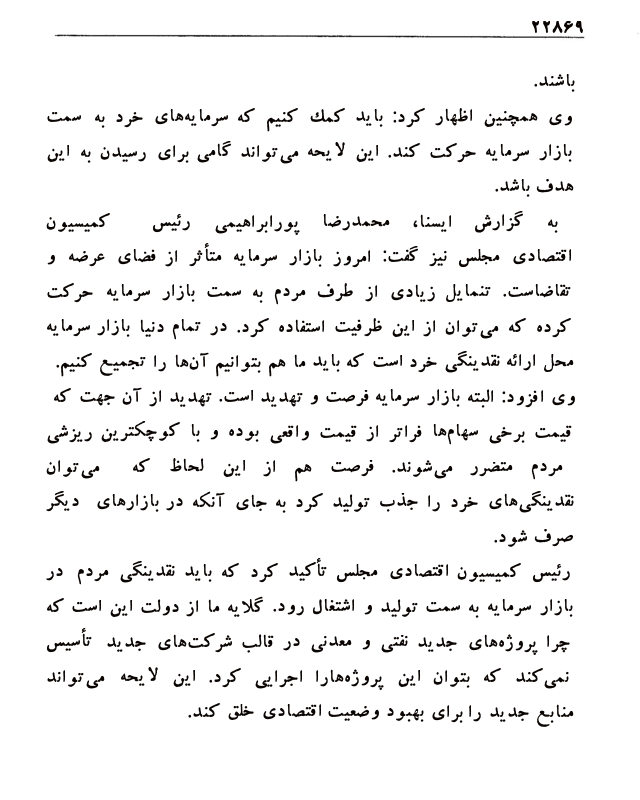 ۲۲۸۶۹
باشند.
وی همچنین اظهار کرد: باید کمك کنیم که سرمایه‌های خرد به سمت
بازار سرمایه حرکت کند. این لایحه می‌تواند گامی برای رسیدن به این
هدف باشد.
به گزارش ایسنا، محمدرضا پورابراهیمی رئیس کمیسیون
اقتصادی مجلس نیز گفت: امروز بازار سرمایه متأثر از فضای عرضه و
تقاضاست. تنمایل زیادی از طرف مردم به سمت بازار سرمایه حرکت
کرده که می‌توان از این ظرفیت استفاده کرد. در تمام دنیا بازار سرمایه
محل ارائه نقدینگی خرد است که باید ما هم بتوانیم آن‌ها را تجمیع کنیم.
وی افزود: البته بازار سرمایه فرصت و تهدید است. تهدید از آن جهت که
قیمت برخی سهام‌ها فراتر از قیمت واقعی بوده و با کوچکترین ریزشی
مردم متضرر می‌شوند. فرصت هم از این لحاظ که می‌توان
نقدینگی‌های خرد را جذب تولید کرد به جای آنکه در بازارهای دیگر
صرف شود.
رئیس کمیسیون اقتصادی مجلس تأکید کرد که باید نقدینگی مردم در
بازار سرمایه به سمت تولید و اشتغال رود. گلایه ما از دولت این است که
چرا پروژه‌های جدید نفتی و معدنی در قالب شرکت‌های جدید تأسیس
نمی‌کند که بتوان این پروژه‌هارا اجرایی کرد. این لایحه می‌تواند
منابع جدید را برای بهبود وضعیت اقتصادی خلق کند.